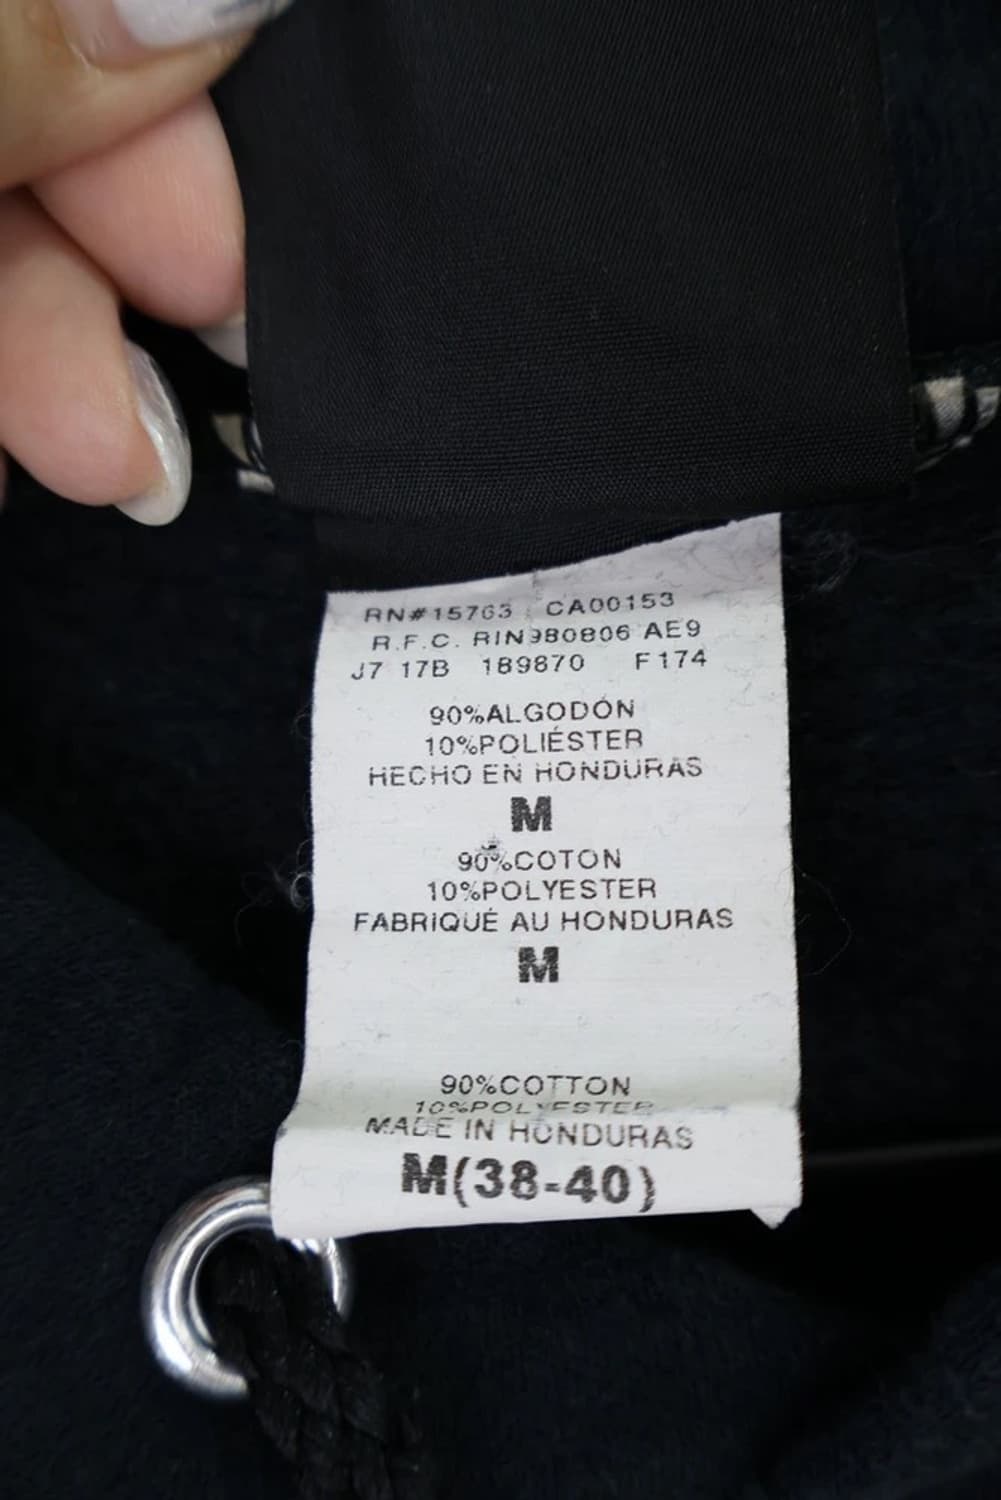 RN#15763 CA00153
R.F.C. RIN980806 AE9
J7 17B 189870 F174
90%ALGODÓN
10%POLIÉSTER
HECHO EN HONDURAS
M
90%COTON
10%POLYESTER
FABRIQUÉ AU HONDURAS
M
90%COTTON
10%POLYESTER
MADE IN HONDURAS
M(38-40)